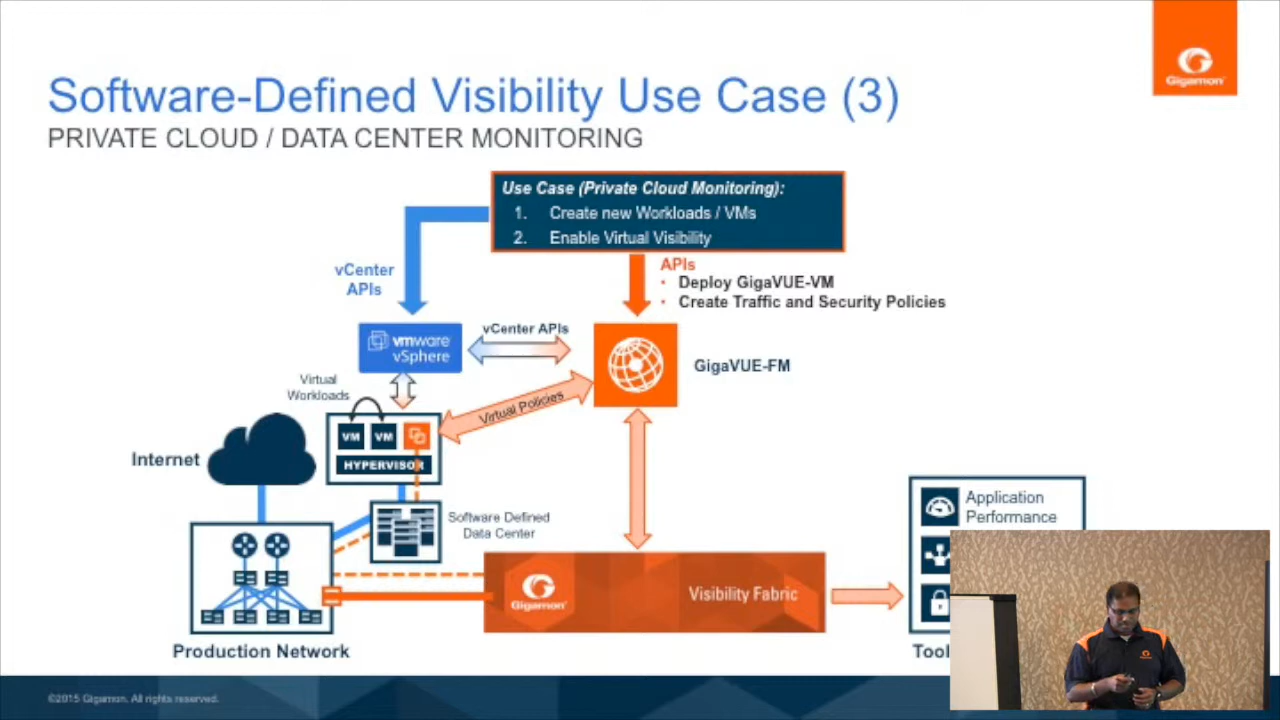 Gigamon
Software-Defined Visibility Use Case (3)
PRIVATE CLOUD / DATA CENTER MONITORING
Use Case (Private Cloud Monitoring):
1. Create new Workloads / VMs
2. Enable Virtual Visibility
vCenter
APIs
APIs
• Deploy GigaVUE-VM
• Create Traffic and Security Policies
vmware
vSphere
vCenter APIs
GigaVUE-FM
Virtual
Workloads
Virtual Policies
VM VM
HYPERVISOR
Internet
Software Defined
Data Center
Application
Performance
Gigamon
Visibility Fabric
Production Network
Tool
©2015 Gigamon. All rights reserved.